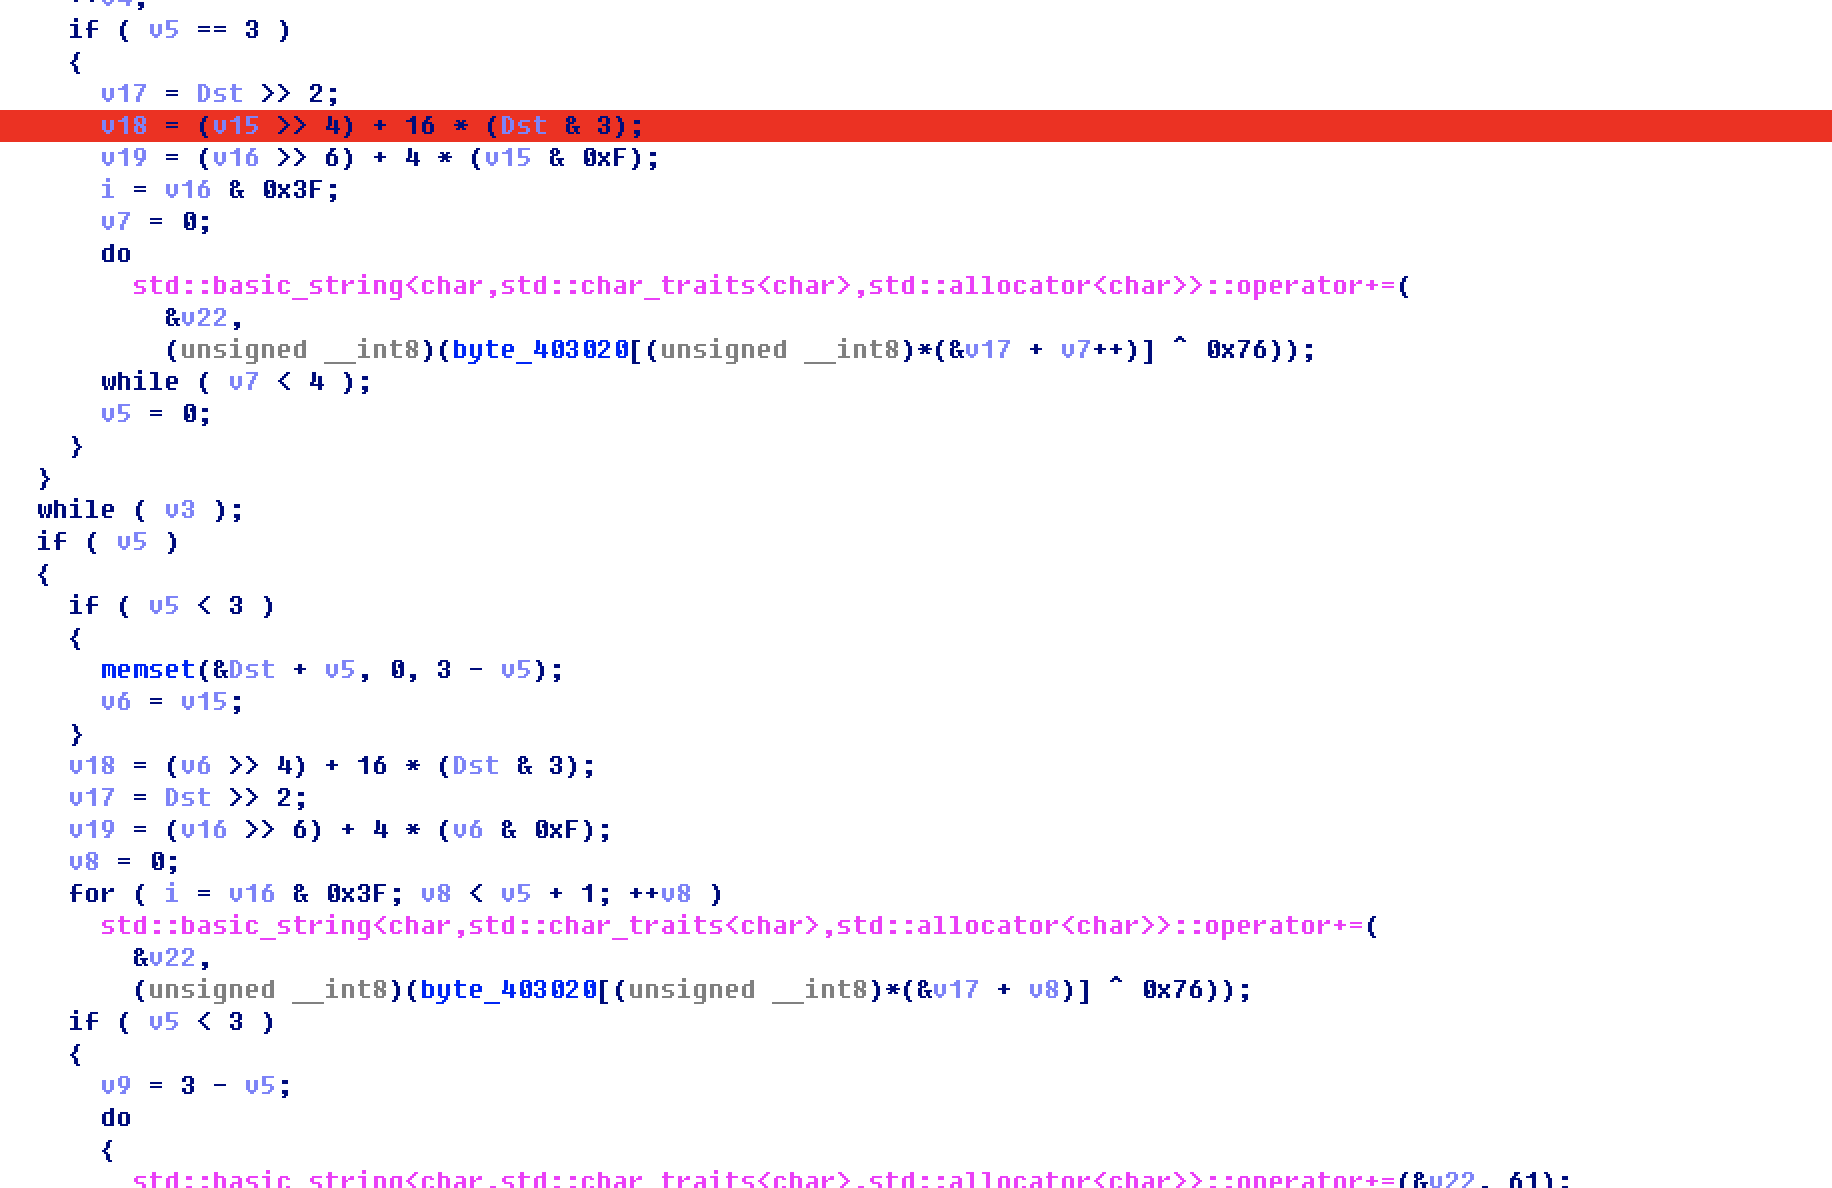 ++v4;
if ( v5 == 3 )
{
v17 = Dst >> 2;
v18 = (v15 >> 4) + 16 * (Dst & 3);
v19 = (v16 >> 6) + 4 * (v15 & 0xF);
i = v16 & 0x3F;
v7 = 0;
do
std::basic_string<char,std::char_traits<char>,std::allocator<char>>::operator+=(
&v22,
(unsigned __int8)(byte_403020[(unsigned __int8)*(&v17 + v7++)] ^ 0x76));
while ( v7 < 4 );
v5 = 0;
}
}
while ( v3 );
if ( v5 )
{
if ( v5 < 3 )
{
memset(&Dst + v5, 0, 3 - v5);
v6 = v15;
}
v18 = (v6 >> 4) + 16 * (Dst & 3);
v17 = Dst >> 2;
v19 = (v16 >> 6) + 4 * (v6 & 0xF);
v8 = 0;
for ( i = v16 & 0x3F; v8 < v5 + 1; ++v8 )
std::basic_string<char,std::char_traits<char>,std::allocator<char>>::operator+=(
&v22,
(unsigned __int8)(byte_403020[(unsigned __int8)*(&v17 + v8)] ^ 0x76));
if ( v5 < 3 )
{
v9 = 3 - v5;
do
{
std::basic_string<char,std::char_traits<char>,std::allocator<char>>::operator+=(&v22, 61);